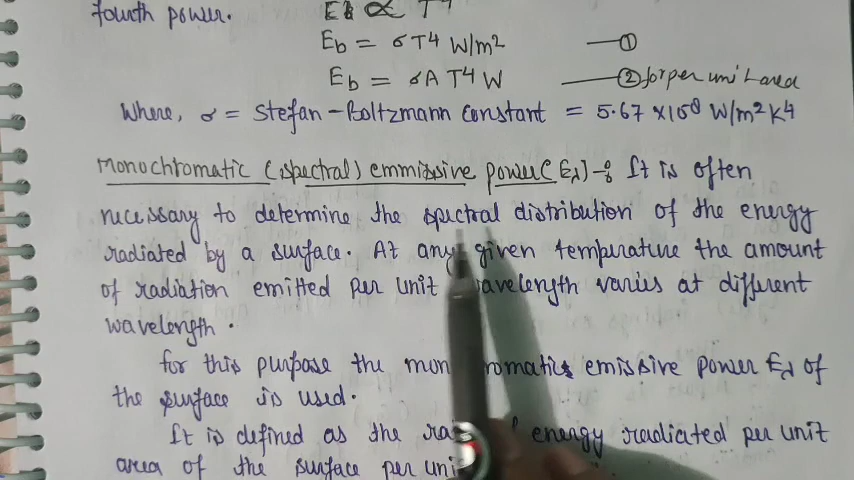 fourth power. Eb ∝ T4
Eb = σT4 W/m2 — ①
Eb = σA T4 W — ② for per unit area
Where, σ = Stefan-Boltzmann constant = 5.67 ×10 8 W/m2K4
Monochromatic (spectral) emmissive power(Eλ) :- It is often
necessary to determine the spectral distribution of the energy
radiated by a surface. At any given temperature the amount
of radiation emitted per unit wavelength varies at different
wavelength.
for this purpose the emissive power Eλ of
the surface is used.
It is defined as the energy radiated per unit
area of the surface per